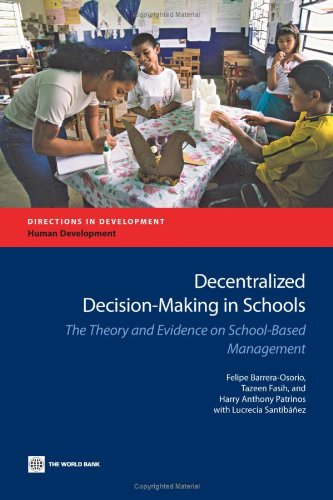 Copyrighted Material
DIRECTIONS IN DEVELOPMENT
Human Development
Decentralized
Decision-Making in Schools
The Theory and Evidence on School-Based
Management
Felipe Barrera-Osorio,
Tazeen Fasih, and
Harry Anthony Patrinos
with Lucrecia Santibáñez
THE WORLD BANK
Copyrighted Material